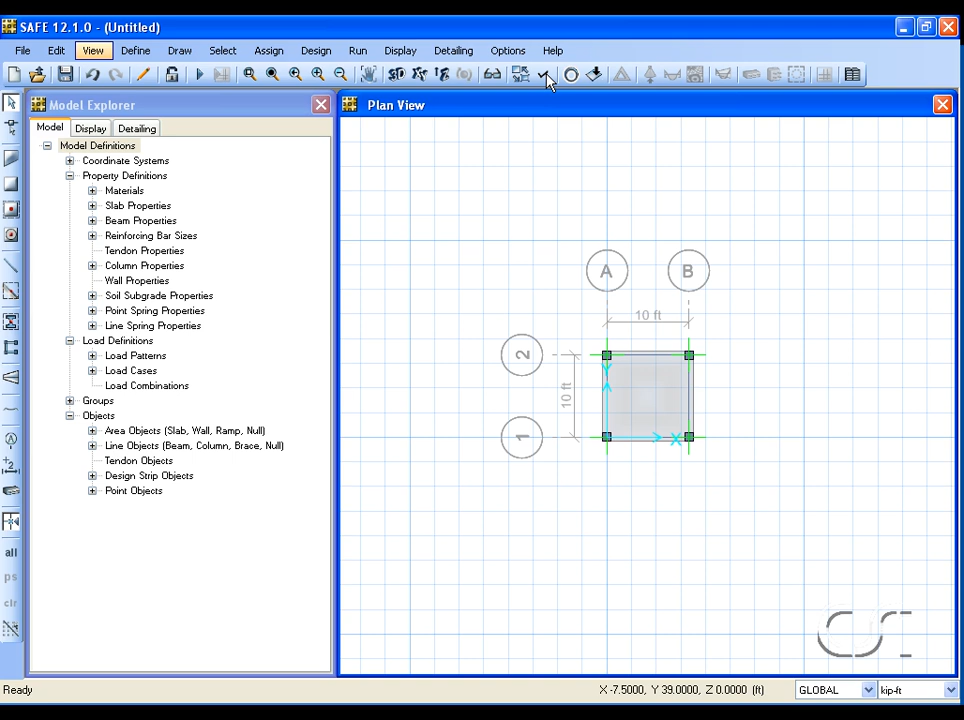 SAFE 12.1.0 - (Untitled)
File Edit View Define Draw Select Assign Design Run Display Detailing Options Help
3D
Model Explorer
Plan View
Model Display Detailing
Model Definitions
Coordinate Systems
Property Definitions
Materials
Slab Properties
Beam Properties
Reinforcing Bar Sizes
Tendon Properties
Column Properties
Wall Properties
Soil Subgrade Properties
Point Spring Properties
Line Spring Properties
Load Definitions
Load Patterns
Load Cases
Load Combinations
Groups
Objects
Area Objects (Slab, Wall, Ramp, Null)
Line Objects (Beam, Column, Brace, Null)
Tendon Objects
Design Strip Objects
Point Objects
A B
10 ft
2
10 ft
1
Y
X
all
ps
clr
CSI
Ready
X -7.5000, Y 39.0000, Z 0.0000 (ft)
GLOBAL
kip-ft